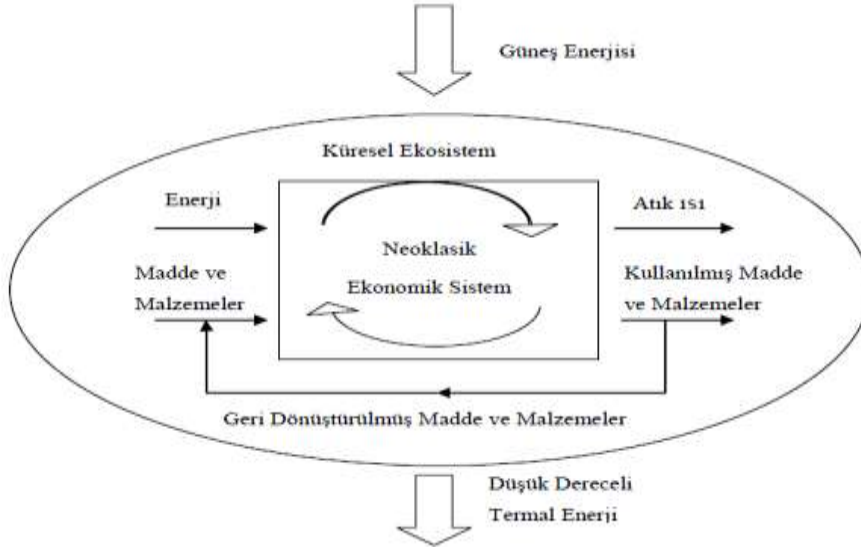 Güneş Enerjisi
Küresel Ekosistem
Enerji
Atık ısı
Neoklasik
Ekonomik Sistem
Madde ve
Malzemeler
Kullanılmış Madde
ve Malzemeler
Geri Dönüştürülmüş Madde ve Malzemeler
Düşük Dereceli
Termal Enerji